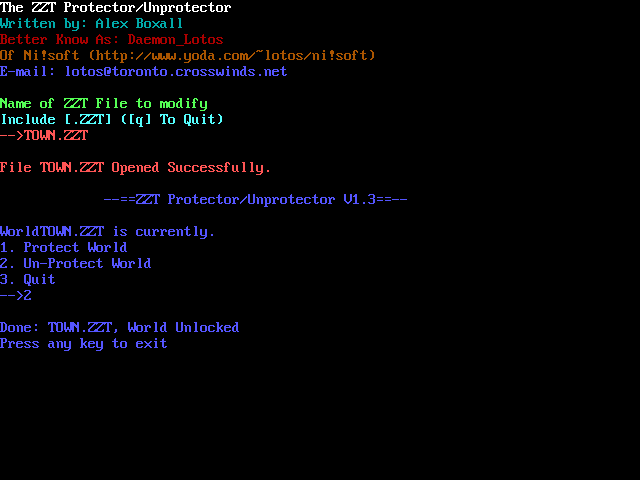 The ZZT Protector/Unprotector
Written by: Alex Boxall
Better Know As: Daemon_Lotos
Of Ni!soft (http://www.yoda.com/~lotos/ni!soft)
E-mail: lotos@toronto.crosswinds.net
Name of ZZT File to modify
Include [.ZZT] ([q] To Quit)
-->TOWN.ZZT
File TOWN.ZZT Opened Successfully.
--==ZZT Protector/Unprotector V1.3==--
WorldTOWN.ZZT is currently.
1. Protect World
2. Un-Protect World
3. Quit
-->2
Done: TOWN.ZZT, World Unlocked
Press any key to exit